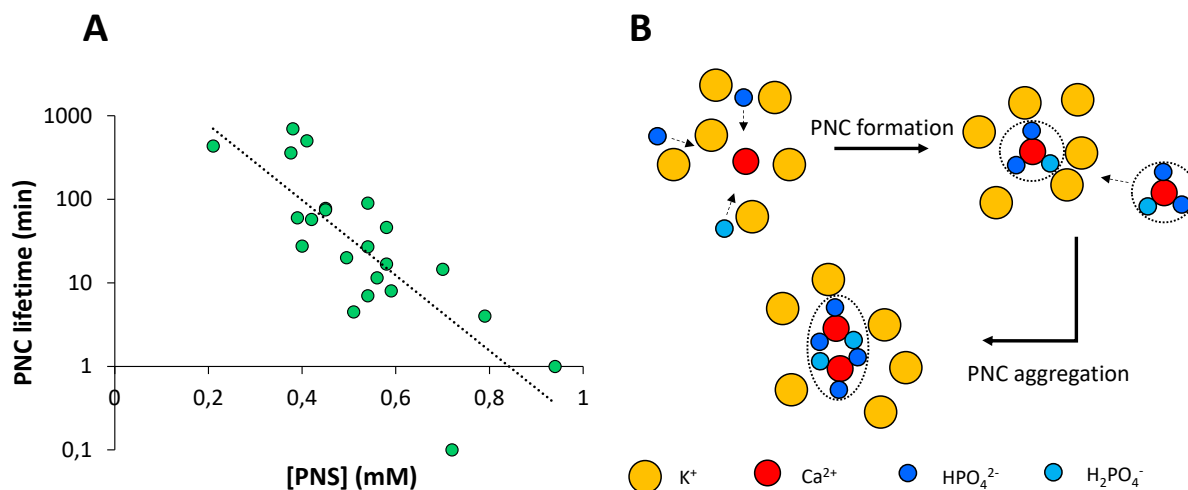 A
B
1000
100
10
1
0,1
0
0,2
0,4
0,6
0,8
1
PNC lifetime (min)
[PNS] (mM)
PNC formation
PNC aggregation
K⁺
Ca²⁺
HPO₄²⁻
H₂PO₄⁻